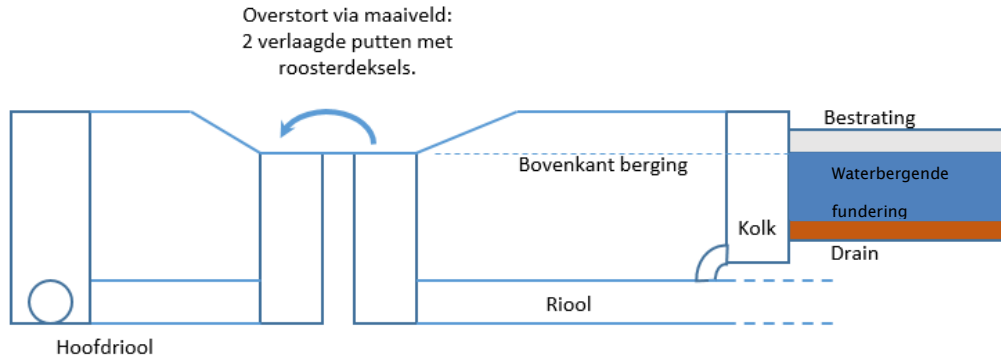 Overstort via maaiveld:
2 verlaagde putten met
roosterdeksels.
Bestrating
Bovenkant berging
Waterbergende
fundering
Kolk
Drain
Riool
Hoofdriool